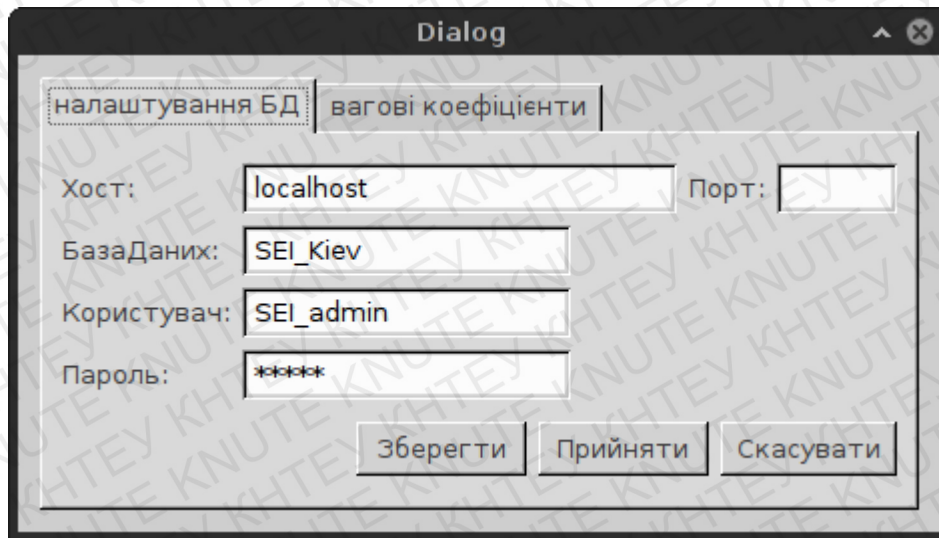 Dialog
налаштування БД вагові коефіцієнти
Хост: localhost Порт:
БазаДаних: SEI_Kiev
Користувач: SEI_admin
Пароль: *****
Зберегти Прийняти Скасувати